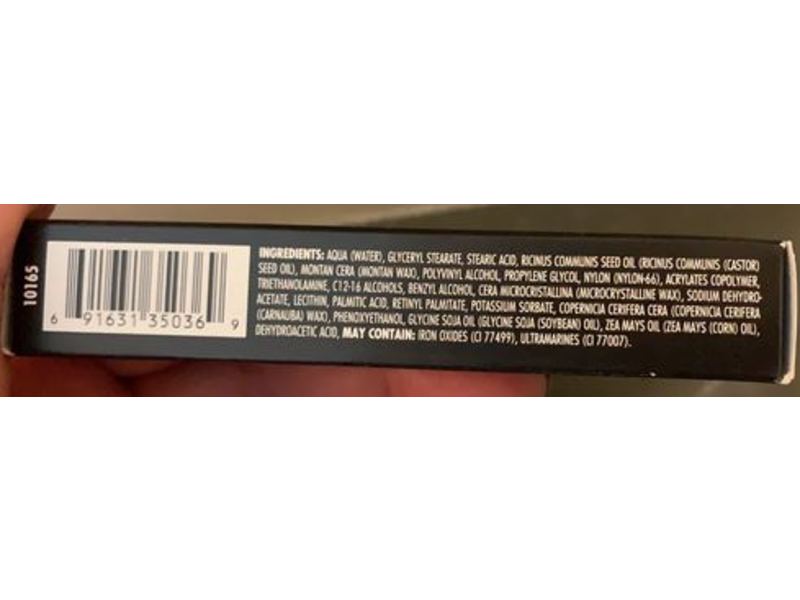 10165
6 91631 35036 9
INGREDIENTS: AQUA (WATER), GLYCERYL STEARATE, STEARIC ACID, RICINUS COMMUNIS SEED OIL (RICINUS COMMUNIS (CASTOR)
SEED OIL), MONTAN CERA (MONTAN WAX), POLYVINYL ALCOHOL, PROPYLENE GLYCOL, NYLON (NYLON-66), ACRYLATES COPOLYMER,
TRIETHANOLAMINE, C12-16 ALCOHOLS, BENZYL ALCOHOL, CERA MICROCRISTALLINA (MICROCRYSTALLINE WAX), SODIUM DEHYDRO-
ACETATE, LECITHIN, PALMITIC ACID, RETINYL PALMITATE, POTASSIUM SORBATE, COPERNICIA CERIFERA CERA (COPERNICIA CERIFERA
(CARNAUBA) WAX), PHENOXYETHANOL, GLYCINE SOJA OIL (GLYCINE SOJA (SOYBEAN) OIL), ZEA MAYS OIL (ZEA MAYS (CORN) OIL),
DEHYDROACETIC ACID, MAY CONTAIN: IRON OXIDES (CI 77499), ULTRAMARINES (CI 77007).